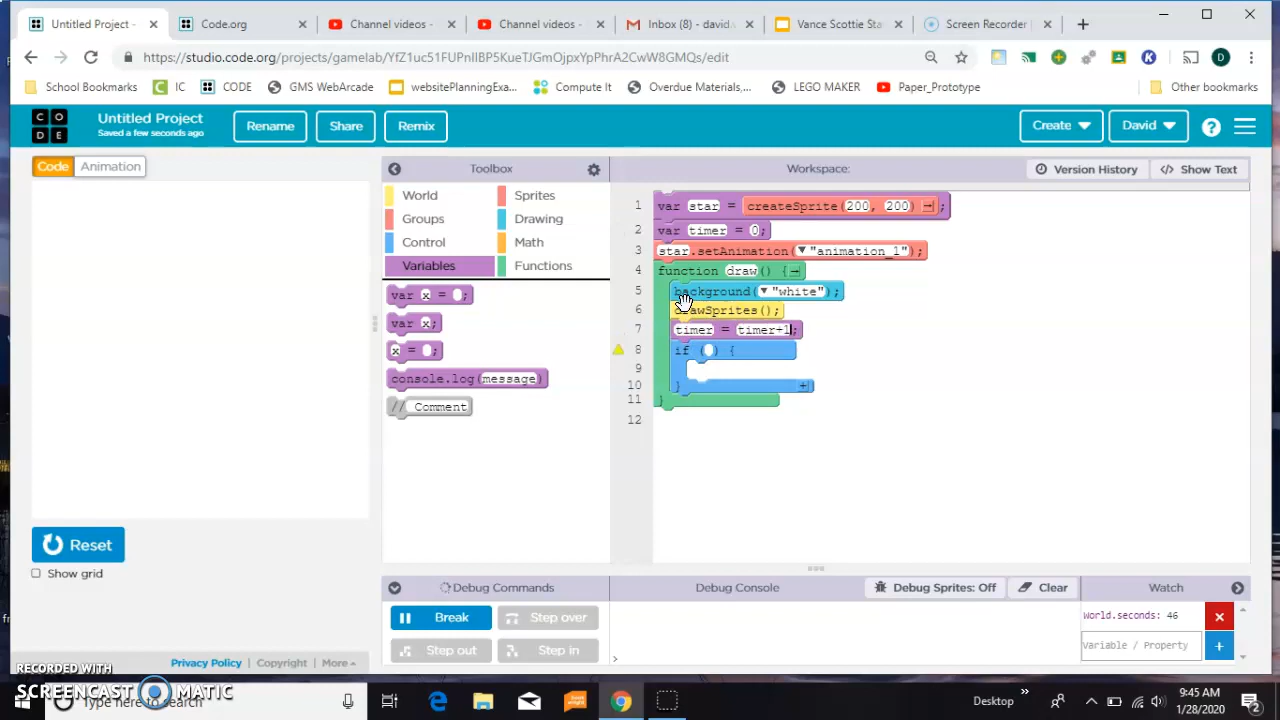 Untitled Project -
Code.org
Channel videos -
Channel videos -
Inbox (8) - david
Vance Scottie Sta
Screen Recorder
https://studio.code.org/projects/gamelab/YfZ1uc51FUPnIlBP5KueTJGmOjpxYpPhrA2CwW8GMQs/edit
School Bookmarks
IC
CODE
GMS WebArcade
websitePlanningExa...
Compute It
Overdue Materials,...
LEGO MAKER
Paper_Prototype
Other bookmarks
C O D E
Untitled Project
Saved a few seconds ago
Rename
Share
Remix
Create
David
Code
Animation
Toolbox
Workspace:
Version History
</> Show Text
World
Sprites
Groups
Drawing
Control
Math
Variables
Functions
var x = ;
var x;
x = ;
console.log(message)
// Comment
1 var star = createSprite(200, 200);
2 var timer = 0;
3 star.setAnimation("animation_1");
4 function draw() {
5 background("white");
6 drawSprites();
7 timer = timer+1;
8 if () {
9
10 }
11 }
12
Reset
Show grid
Debug Commands
Debug Console
Debug Sprites: Off
Clear
Watch
Break
Step over
Step out
Step in
World.seconds: 46
Variable / Property
Privacy Policy | Copyright | More
RECORDED WITH
SCREENCAST MATIC
Type here to search
Desktop
9:45 AM
1/28/2020